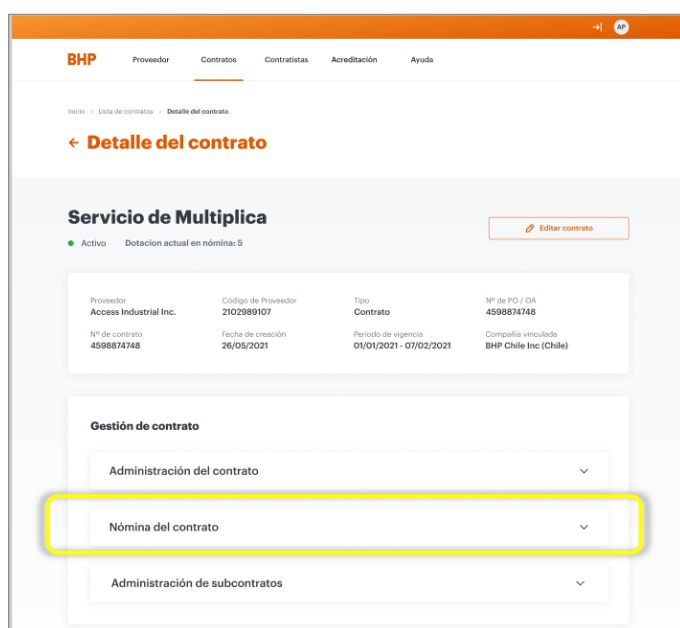 AP
BHP Proveedor Contratos Contratistas Acreditación Ayuda
Inicio > Lista de contratos > Detalle del contrato
← Detalle del contrato
Servicio de Multiplica
Editar contrato
Activo Dotacion actual en nómina: 5
Proveedor Código de Proveedor Tipo Nº de PO / OA
Access Industrial Inc. 2102989107 Contrato 4598874748
Nº de contrato Fecha de creación Periodo de vigencia Compañia vinculada
4598874748 26/05/2021 01/01/2021 - 07/02/2021 BHP Chile Inc (Chile)
Gestión de contrato
Administración del contrato
Nómina del contrato
Administración de subcontratos